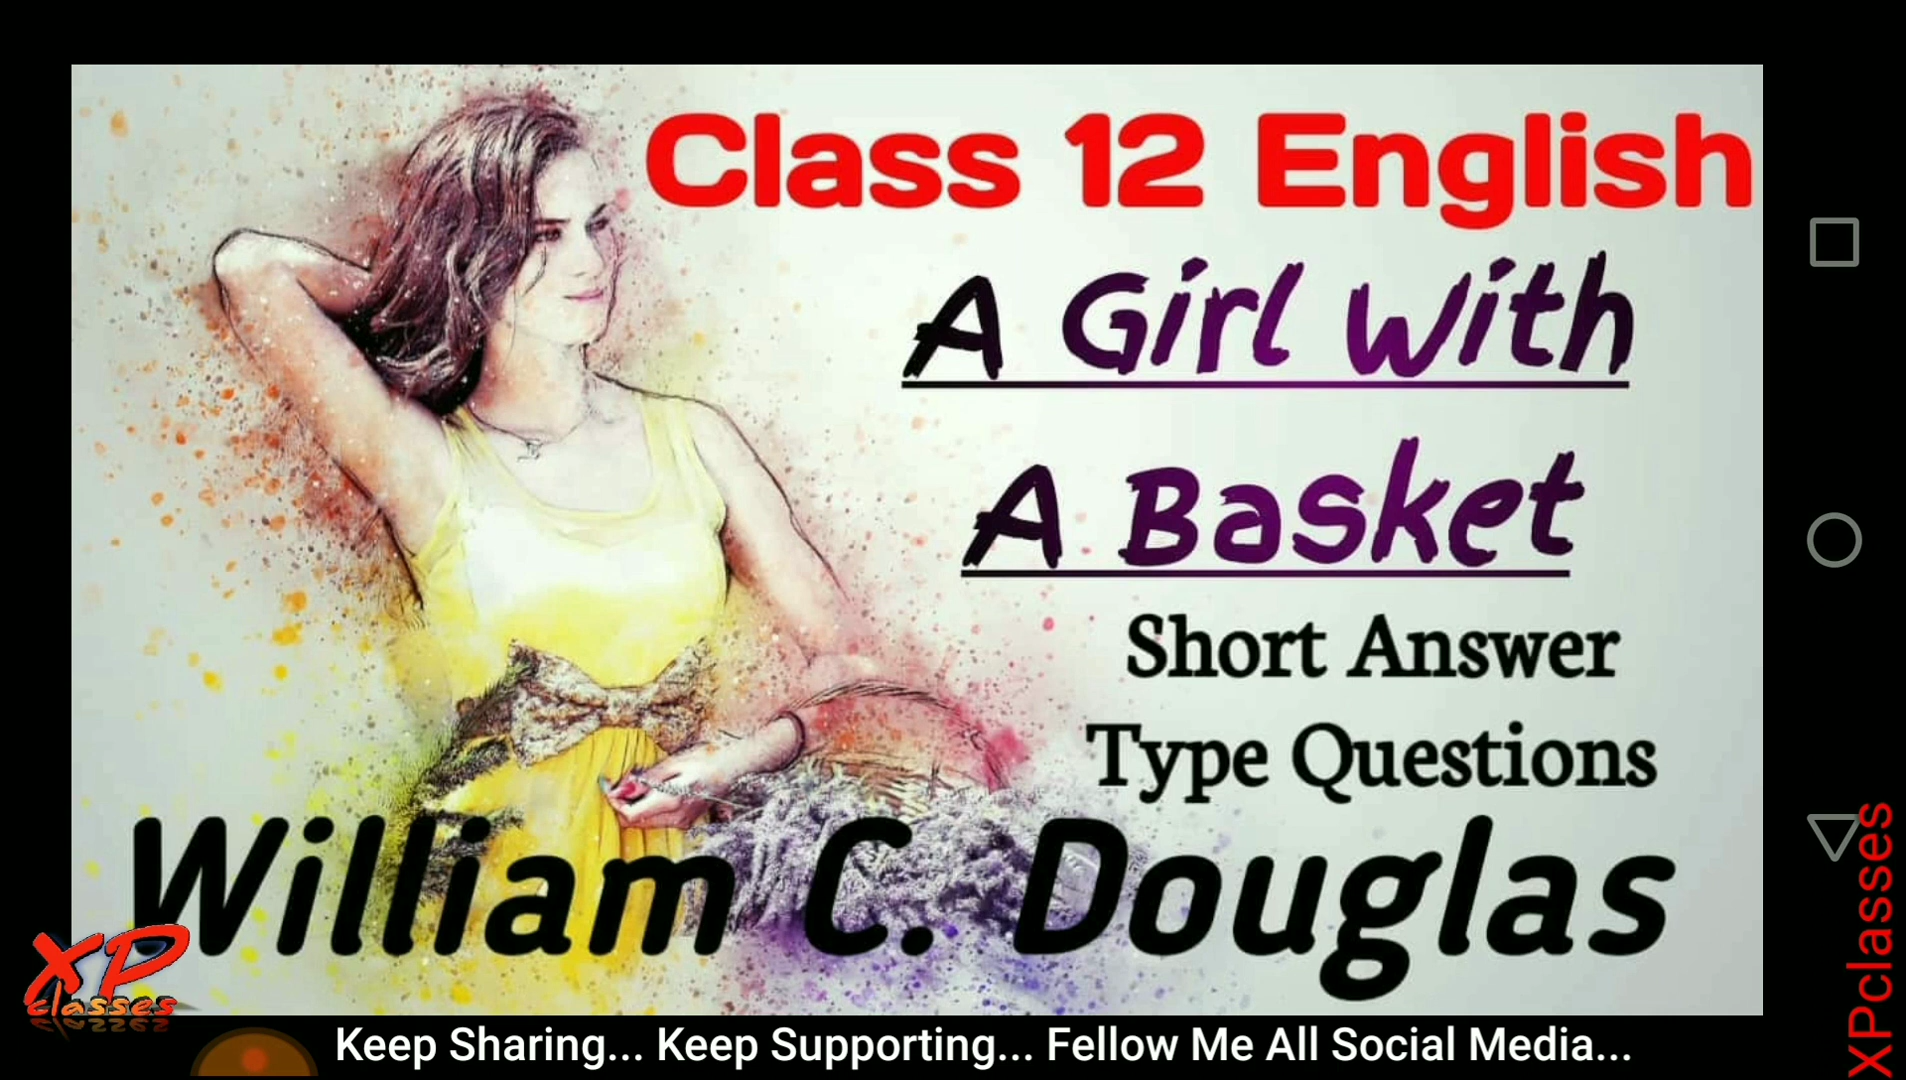 Class 12 English
A Girl With
A Basket
Short Answer
Type Questions
William C. Douglas
XP
classes
Keep Sharing... Keep Supporting... Fellow Me All Social Media...
XPclasses